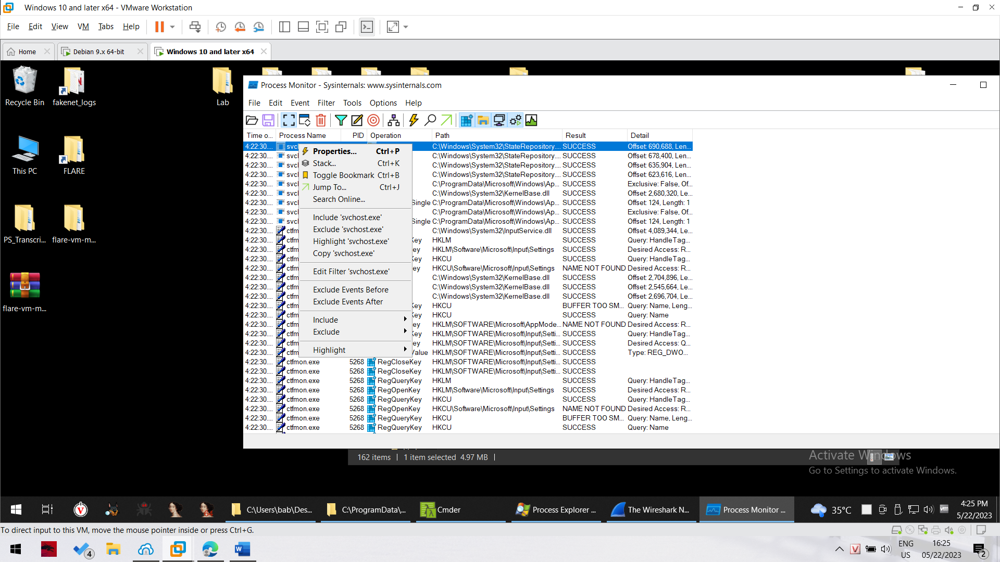 Windows 10 and later x64 - VMware Workstation
File Edit View VM Tabs Help
Home Debian 9.x 64-bit Windows 10 and later x64
Recycle Bin
fakenet_logs
Lab
This PC
FLARE
PS_Transcri...
flare-vm-m...
flare-vm-m...
Process Monitor - Sysinternals: www.sysinternals.com
File Edit Event Filter Tools Options Help
Time o... Process Name PID Operation Path Result Detail
4:22:30.... svcl C:\Windows\System32\StateRepository.... SUCCESS Offset: 690,688, Len...
4:22:30.... svcl C:\Windows\System32\StateRepository.... SUCCESS Offset: 678,400, Len...
4:22:30.... svcl C:\Windows\System32\StateRepository.... SUCCESS Offset: 635,904, Len...
4:22:30.... svcl C:\Windows\System32\StateRepository.... SUCCESS Offset: 623,616, Len...
4:22:30.... svcl C:\ProgramData\Microsoft\Windows\Ap... SUCCESS Exclusive: False, Of...
4:22:30.... svcl C:\Windows\System32\KernelBase.dll SUCCESS Offset: 2,680,320, Le...
4:22:30.... svcl Single C:\ProgramData\Microsoft\Windows\Ap... SUCCESS Offset: 124, Length: 1
4:22:30.... svcl C:\ProgramData\Microsoft\Windows\Ap... SUCCESS Exclusive: False, Of...
4:22:30.... svcl Single C:\ProgramData\Microsoft\Windows\Ap... SUCCESS Offset: 124, Length: 1
4:22:30.... ctfm C:\Windows\System32\InputService.dll SUCCESS Offset: 4,089,344, Le...
4:22:30.... ctfm Key HKLM SUCCESS Query: HandleTag...
4:22:30.... ctfm ey HKLM\Software\Microsoft\Input\Settings SUCCESS Desired Access: R...
4:22:30.... ctfm Key HKCU SUCCESS Query: HandleTag...
4:22:30.... ctfm ey HKCU\Software\Microsoft\Input\Settings NAME NOT FOUND Desired Access: R...
4:22:30.... ctfm C:\Windows\System32\KernelBase.dll SUCCESS Offset: 2,704,896, Le...
4:22:30.... ctfm C:\Windows\System32\KernelBase.dll SUCCESS Offset: 2,545,664, Le...
4:22:30.... ctfm C:\Windows\System32\KernelBase.dll SUCCESS Offset: 2,696,704, Le...
4:22:30.... ctfm Key HKCU BUFFER TOO SM... Query: Name, Leng...
4:22:30.... ctfm Key HKCU SUCCESS Query: Name
4:22:30.... ctfm ey HKLM\SOFTWARE\Microsoft\AppMode... NAME NOT FOUND Desired Access: R...
4:22:30.... ctfm Key HKLM\SOFTWARE\Microsoft\Input\Setti... SUCCESS Query: HandleTag...
4:22:30.... ctfm ey HKLM\SOFTWARE\Microsoft\Input\Setti... SUCCESS Desired Access: Q...
4:22:30.... ctfm Value HKLM\SOFTWARE\Microsoft\Input\Setti... SUCCESS Type: REG_DWO...
4:22:30.... ctfmon.exe 5268 RegCloseKey HKLM\SOFTWARE\Microsoft\Input\Setti... SUCCESS
4:22:30.... ctfmon.exe 5268 RegCloseKey HKLM\SOFTWARE\Microsoft\Input\Setti... SUCCESS
4:22:30.... ctfmon.exe 5268 RegQueryKey HKLM SUCCESS Query: HandleTag...
4:22:30.... ctfmon.exe 5268 RegOpenKey HKLM\Software\Microsoft\Input\Settings SUCCESS Desired Access: R...
4:22:30.... ctfmon.exe 5268 RegQueryKey HKCU SUCCESS Query: HandleTag...
4:22:30.... ctfmon.exe 5268 RegOpenKey HKCU\Software\Microsoft\Input\Settings NAME NOT FOUND Desired Access: R...
4:22:30.... ctfmon.exe 5268 RegQueryKey HKCU BUFFER TOO SM... Query: Name, Leng...
4:22:30.... ctfmon.exe 5268 RegQueryKey HKCU SUCCESS Query: Name
Properties... Ctrl+P
Stack... Ctrl+K
Toggle Bookmark Ctrl+B
Jump To... Ctrl+J
Search Online...
Include 'svchost.exe'
Exclude 'svchost.exe'
Highlight 'svchost.exe'
Copy 'svchost.exe'
Edit Filter 'svchost.exe'
Exclude Events Before
Exclude Events After
Include
Exclude
Highlight
162 items 1 item selected 4.97 MB
Activate Windows
Go to Settings to activate Windows.
C:\Users\bab\Des... C:\ProgramData\... Cmder Process Explorer ... The Wireshark N... Process Monitor ... 35°C
4:25 PM
5/22/2023
To direct input to this VM, move the mouse pointer inside or press Ctrl+G.
4
ENG
US
16:25
05/22/2023
2